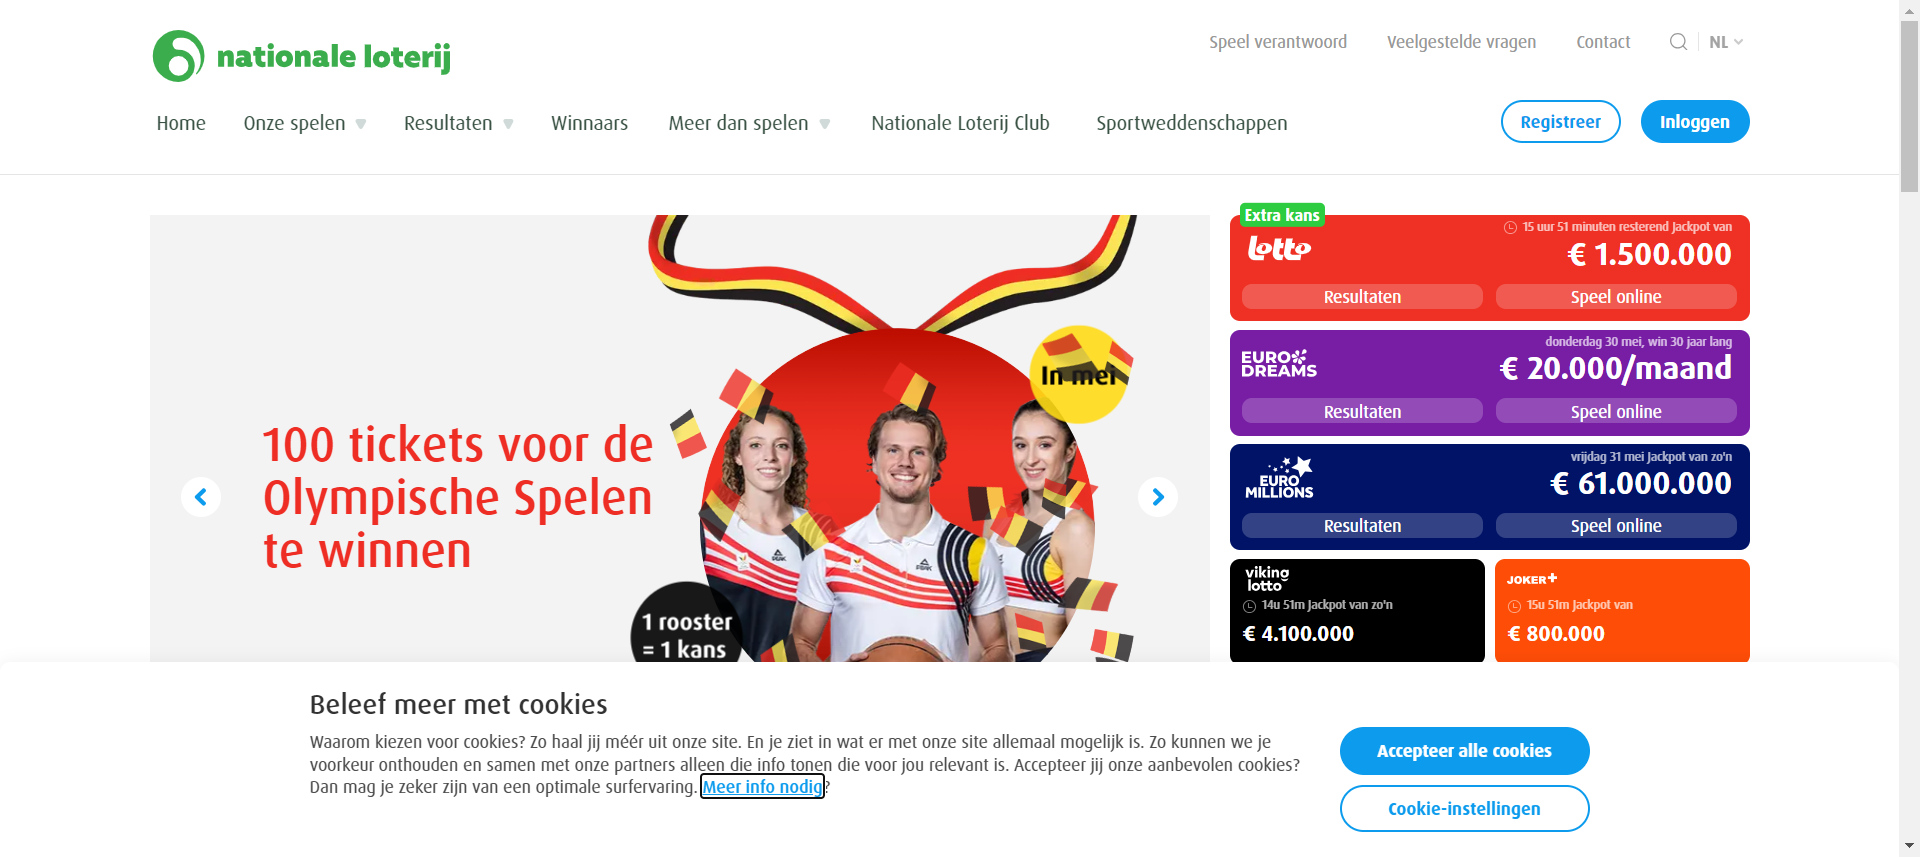 nationale loterij
Speel verantwoord
Veelgestelde vragen
Contact
NL
Home
Onze spelen
Resultaten
Winnaars
Meer dan spelen
Nationale Loterij Club
Sportweddenschappen
Registreer
Inloggen
100 tickets voor de
Olympische Spelen
te winnen
In mei
PEAK
PEAK
1 rooster
= 1 kans
Extra kans
lotto
15 uur 51 minuten resterend Jackpot van
€ 1.500.000
Resultaten
Speel online
EURO
DREAMS
donderdag 30 mei, win 30 jaar lang
€ 20.000/maand
Resultaten
Speel online
EURO
MILLIONS
vrijdag 31 mei Jackpot van zo'n
€ 61.000.000
Resultaten
Speel online
viking
lotto
14u 51m Jackpot van zo'n
€ 4.100.000
JOKER+
15u 51m Jackpot van
€ 800.000
Beleef meer met cookies
Waarom kiezen voor cookies? Zo haal jij méér uit onze site. En je ziet in wat er met onze site allemaal mogelijk is. Zo kunnen we je
voorkeur onthouden en samen met onze partners alleen die info tonen die voor jou relevant is. Accepteer jij onze aanbevolen cookies?
Dan mag je zeker zijn van een optimale surfervaring. Meer info nodig?
Accepteer alle cookies
Cookie-instellingen